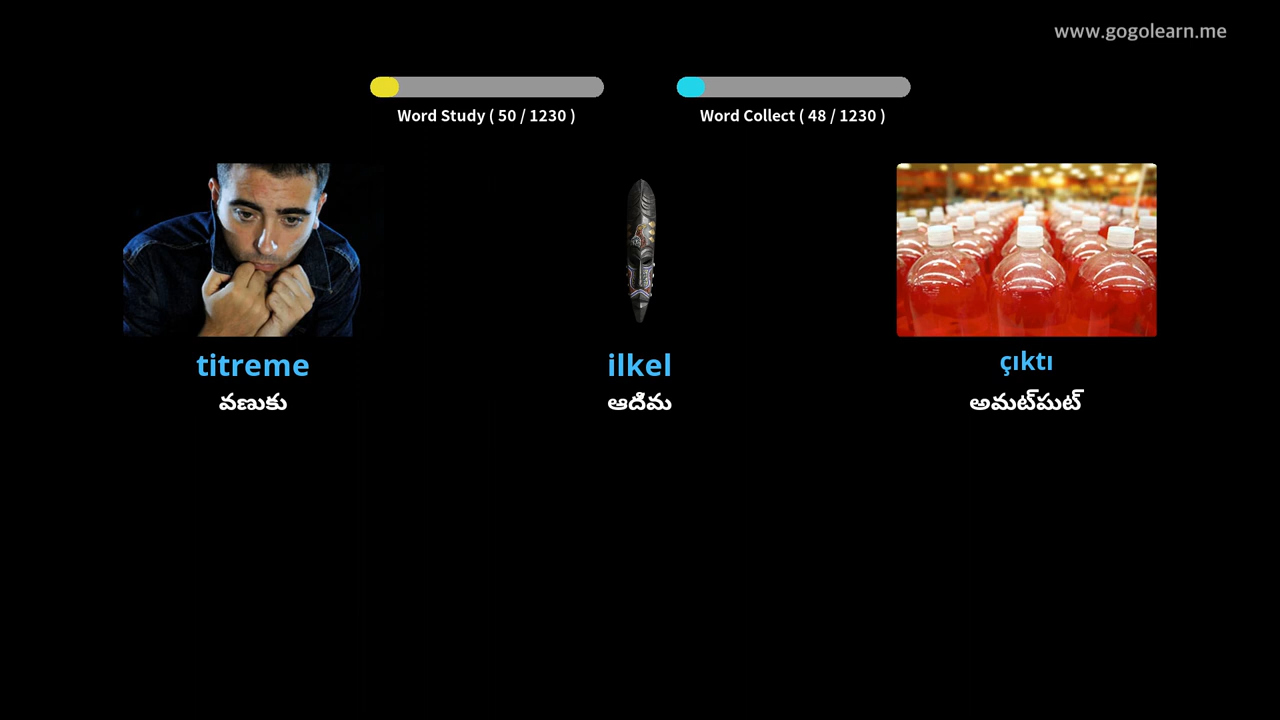 www.gogolearn.me
Word Study ( 50 / 1230 )
Word Collect ( 48 / 1230 )
titreme
ilkel
çıktı
వణుకు
ఆదిమ
అవుట్‌పుట్